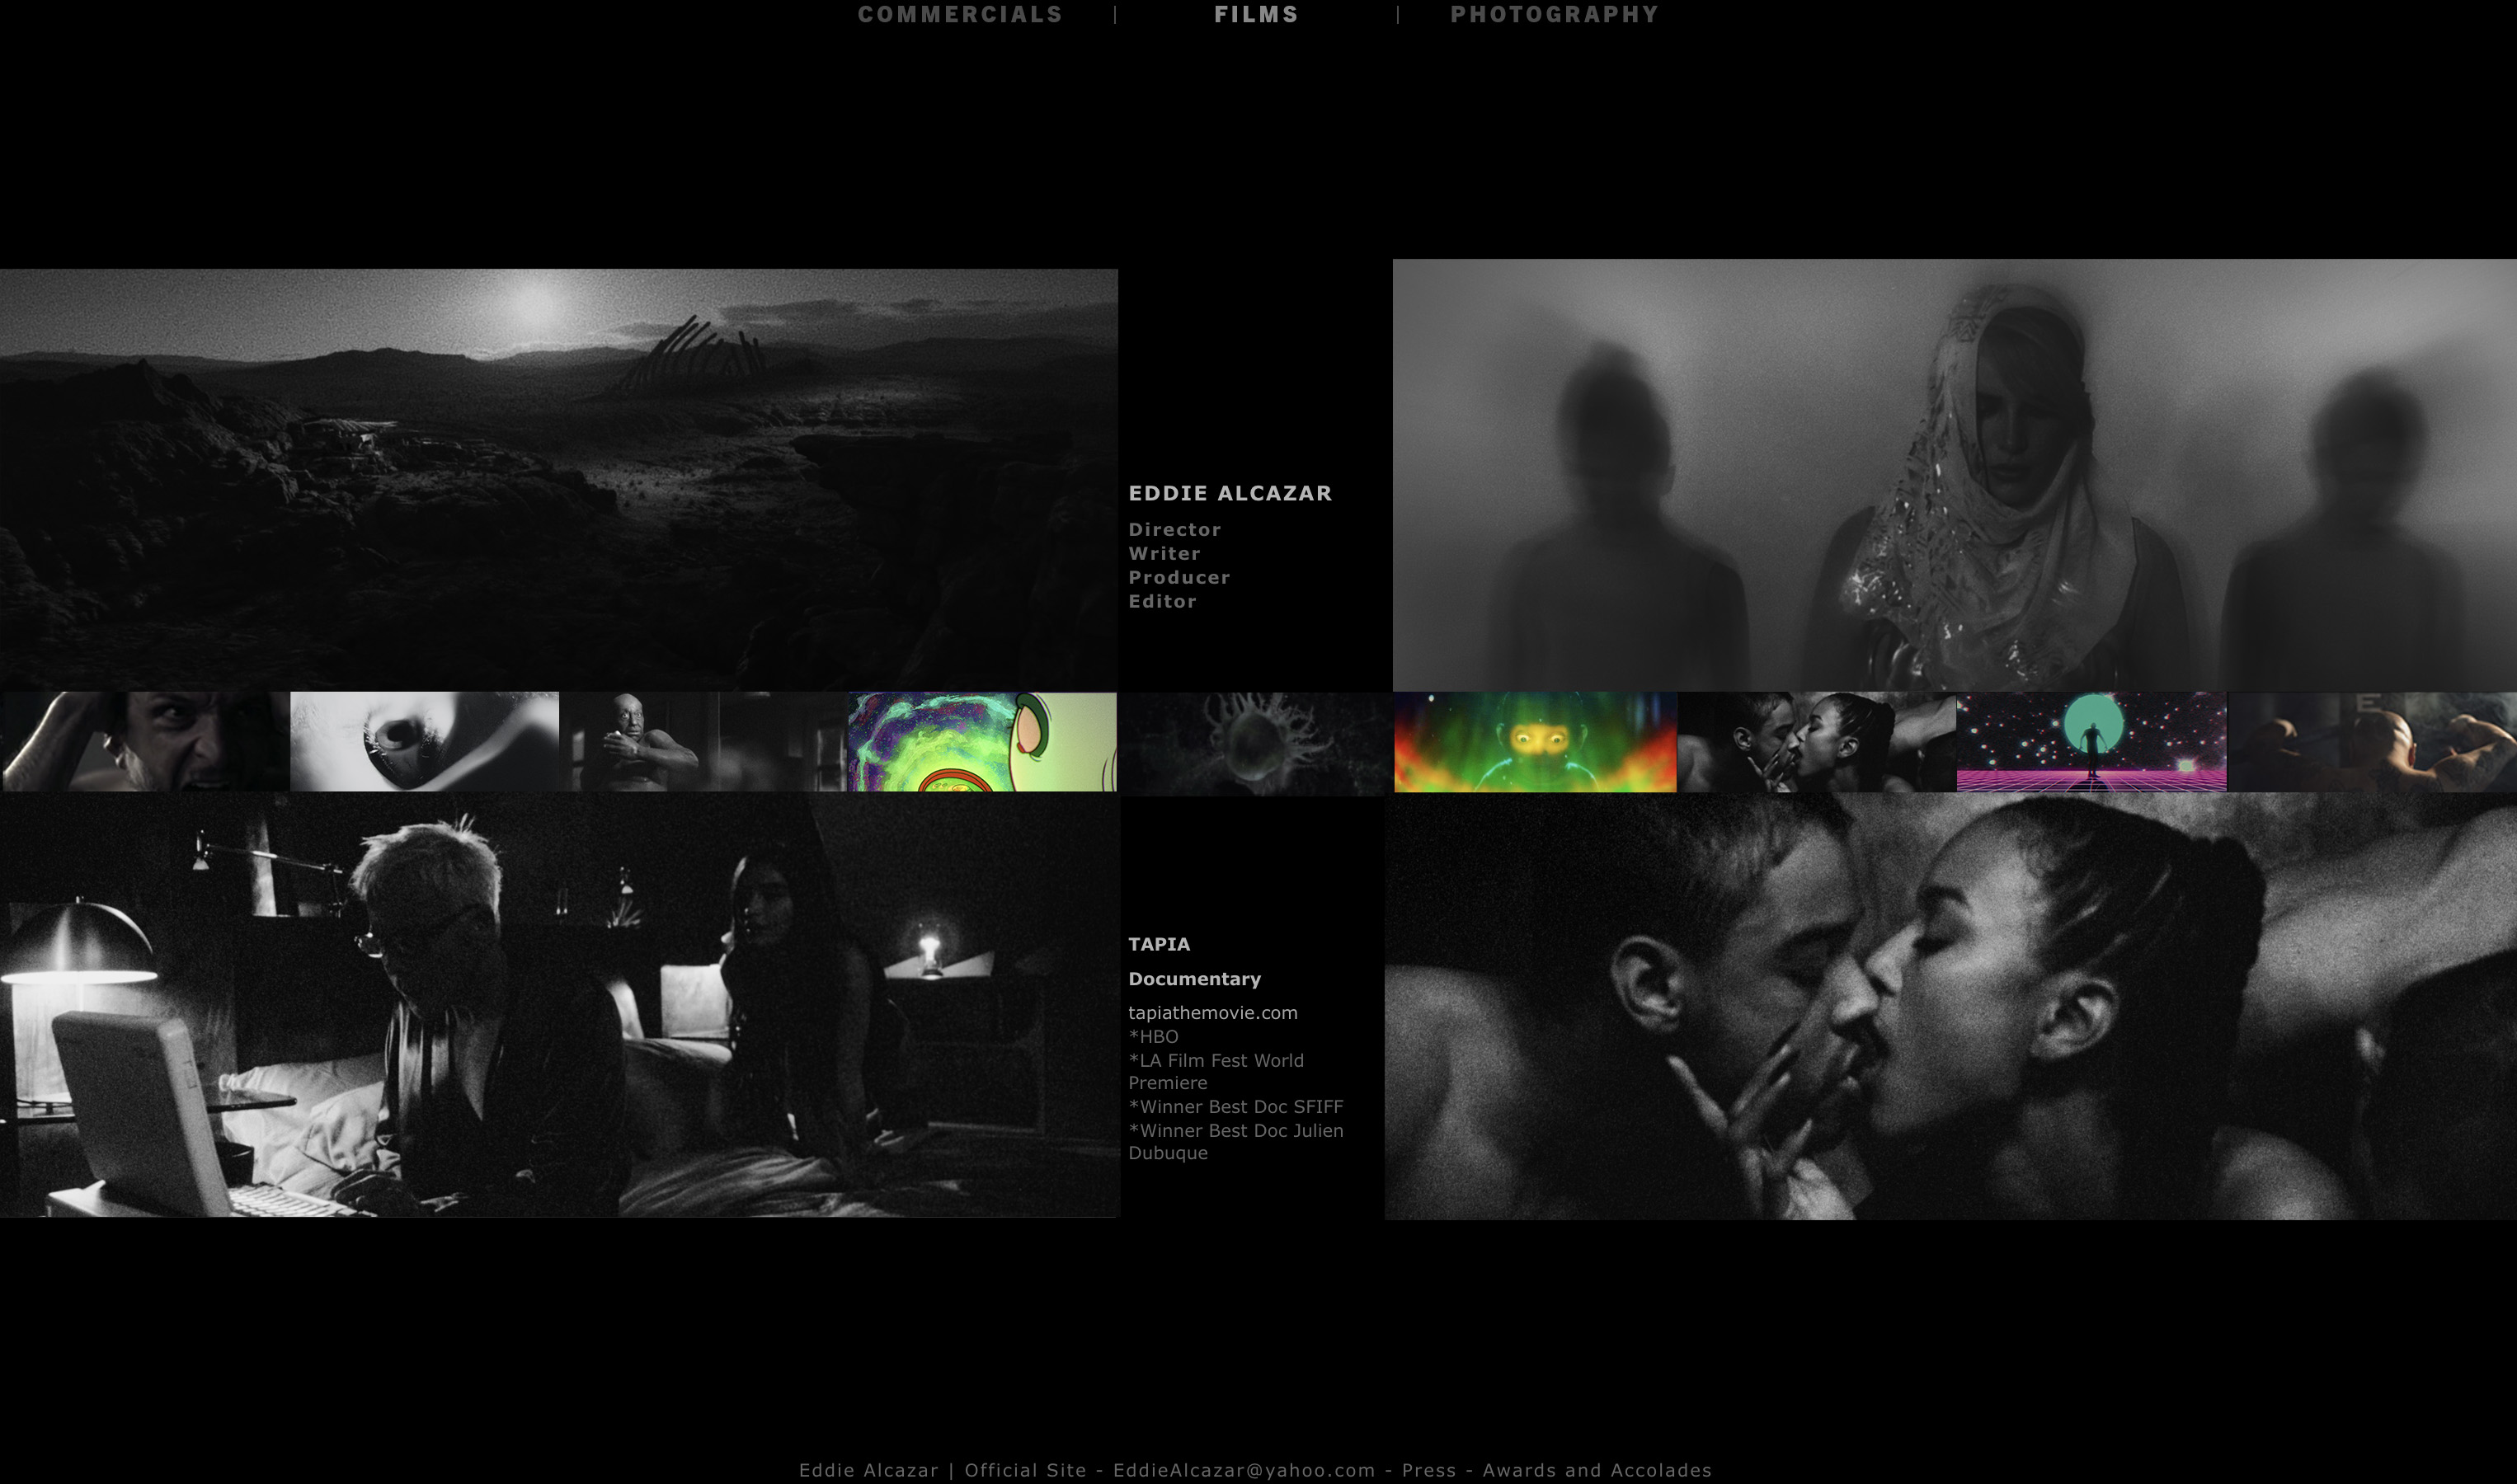 COMMERCIALS | FILMS | PHOTOGRAPHY
EDDIE ALCAZAR
Director
Writer
Producer
Editor
TAPIA
Documentary
tapiathemovie.com
*HBO
*LA Film Fest World
Premiere
*Winner Best Doc SFIFF
*Winner Best Doc Julien
Dubuque
Eddie Alcazar | Official Site - EddieAlcazar@yahoo.com - Press - Awards and Accolades